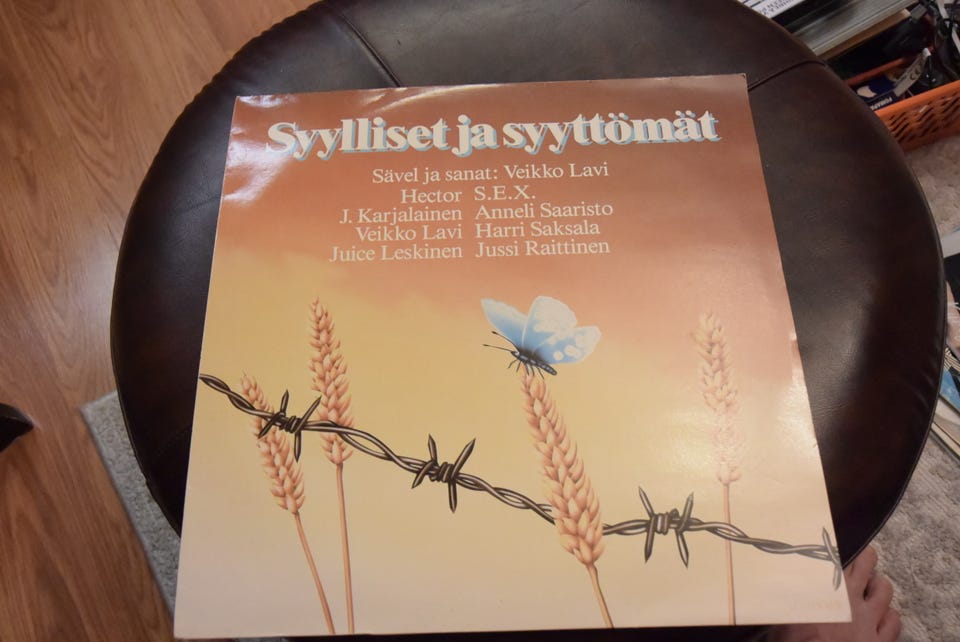 Syylliset ja syyttömät
Sävel ja sanat: Veikko Lavi
Hector S.E.X.
J. Karjalainen Anneli Saaristo
Veikko Lavi Harri Saksala
Juice Leskinen Jussi Raittinen